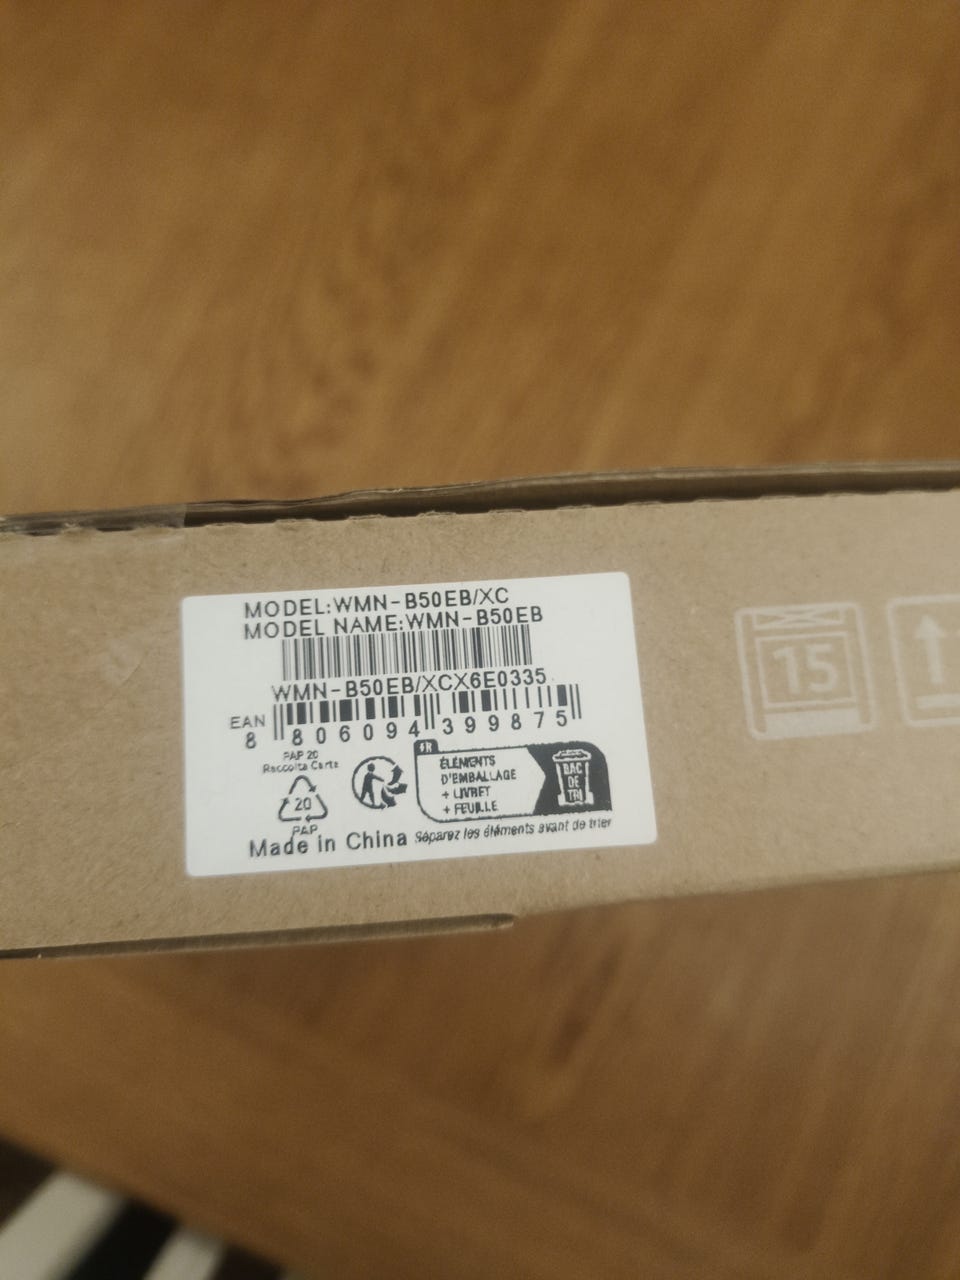 MODEL:WMN-B50EB/XC
MODEL NAME:WMN-B50EB
WMN-B50EB/XCX6E0335
EAN
8 806094 399875
PAP 20
Raccolta Carta
20
PAP
FR
ÉLÉMENTS
D'EMBALLAGE
+ LIVRET
+ FEUILLE
BAC
DE
TRI
Séparez les éléments avant de trier
Made in China
15